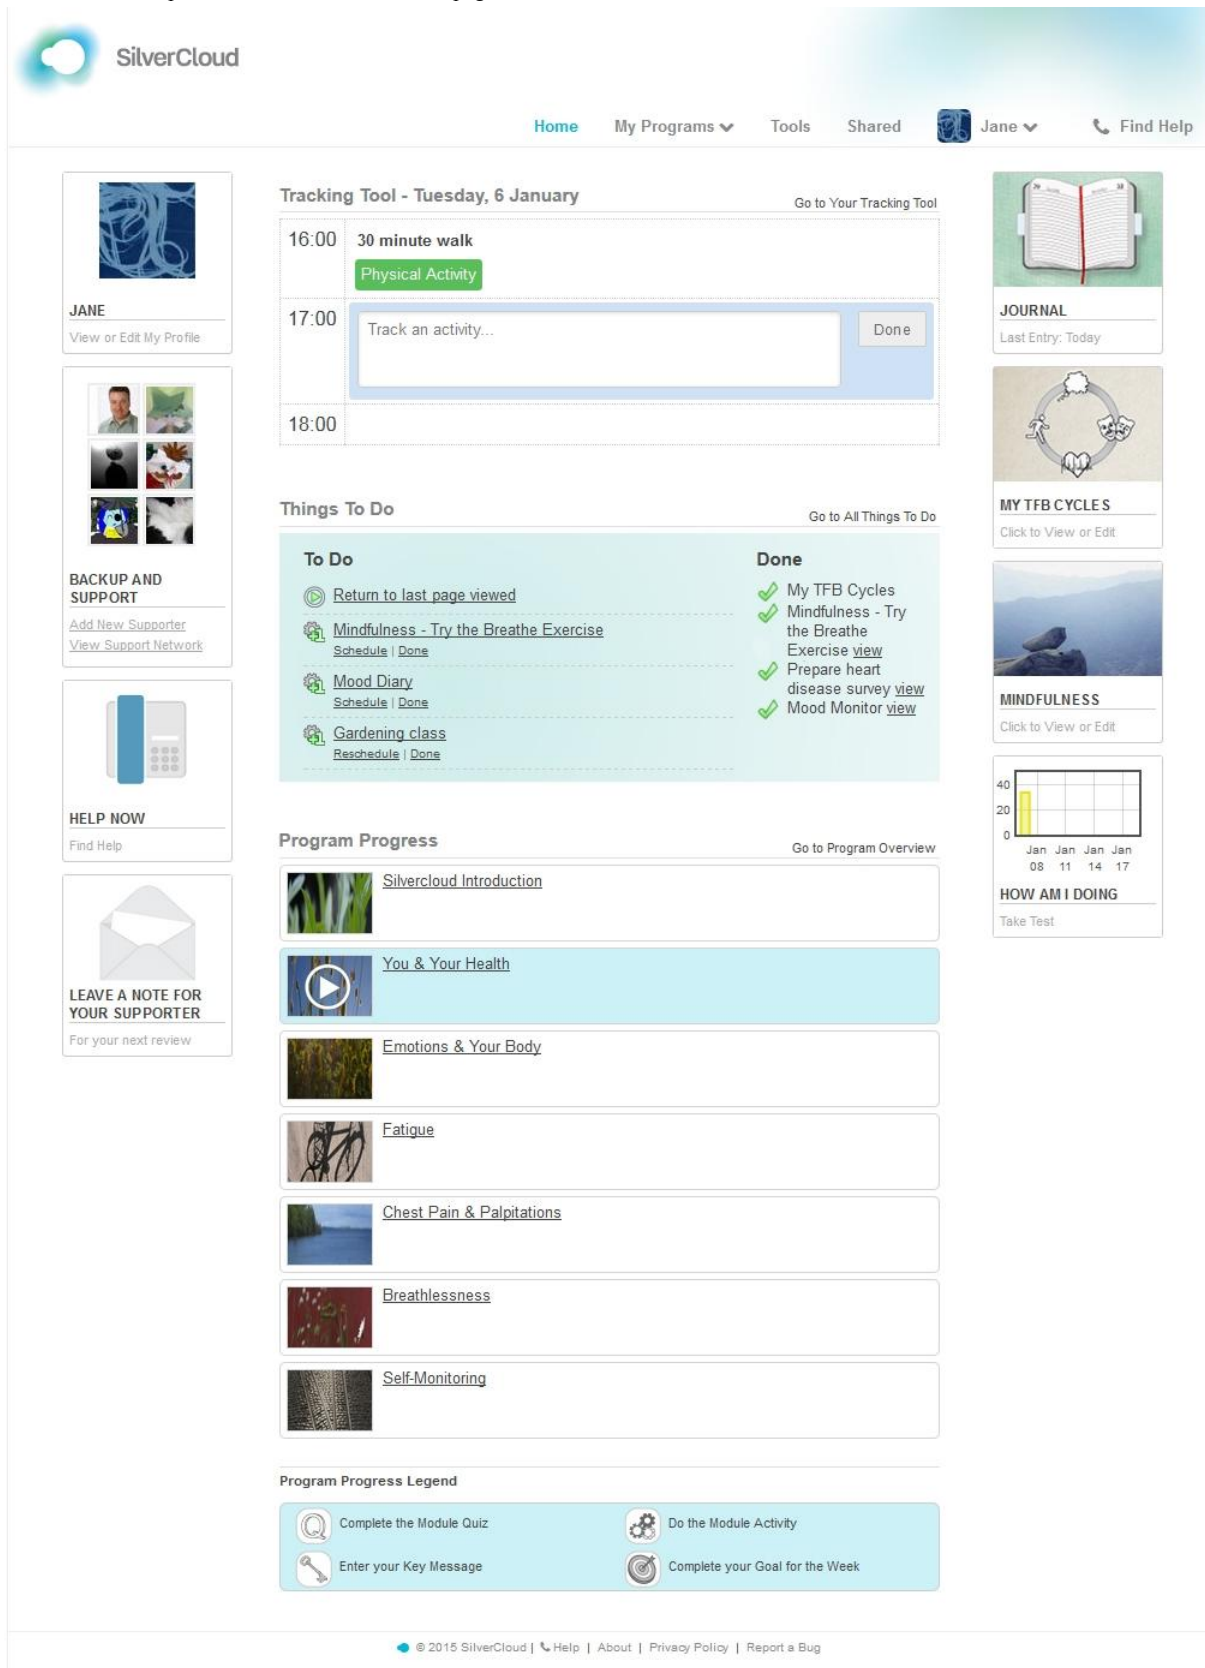 SilverCloud
Home My Programs Tools Shared Jane Find Help
JANE
View or Edit My Profile
BACKUP AND
SUPPORT
Add New Supporter
View Support Network
HELP NOW
Find Help
LEAVE A NOTE FOR
YOUR SUPPORTER
For your next review
Tracking Tool - Tuesday, 6 January
Go to Your Tracking Tool
16:00 30 minute walk
Physical Activity
17:00 Track an activity... Done
18:00
Things To Do
Go to All Things To Do
To Do
Return to last page viewed
Mindfulness - Try the Breathe Exercise
Schedule | Done
Mood Diary
Schedule | Done
Gardening class
Reschedule | Done
Done
My TFB Cycles
Mindfulness - Try
the Breathe
Exercise view
Prepare heart
disease survey view
Mood Monitor view
Program Progress
Go to Program Overview
Silvercloud Introduction
You & Your Health
Emotions & Your Body
Fatigue
Chest Pain & Palpitations
Breathlessness
Self-Monitoring
Program Progress Legend
Complete the Module Quiz
Do the Module Activity
Enter your Key Message
Complete your Goal for the Week
JOURNAL
Last Entry: Today
MY TFB CYCLES
Click to View or Edit
MINDFULNESS
Click to View or Edit
40
20
0
Jan Jan Jan Jan
08 11 14 17
HOW AM I DOING
Take Test
© 2015 SilverCloud | Help | About | Privacy Policy | Report a Bug